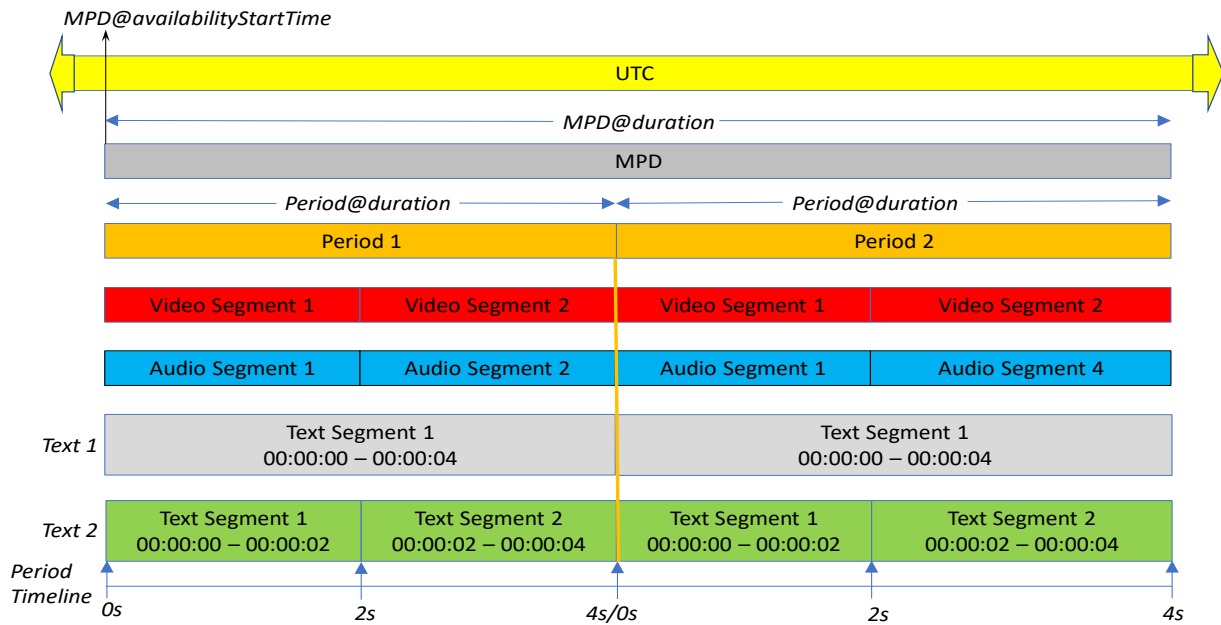 MPD@availabilityStartTime
UTC
MPD@duration
MPD
Period@duration
Period@duration
Period 1
Period 2
Video Segment 1
Video Segment 2
Video Segment 1
Video Segment 2
Audio Segment 1
Audio Segment 2
Audio Segment 1
Audio Segment 4
Text 1
Text Segment 1
00:00:00 – 00:00:04
Text Segment 1
00:00:00 – 00:00:04
Text 2
Text Segment 1
00:00:00 – 00:00:02
Text Segment 2
00:00:02 – 00:00:04
Text Segment 1
00:00:00 – 00:00:02
Text Segment 2
00:00:02 – 00:00:04
Period
Timeline
0s
2s
4s/0s
2s
4s